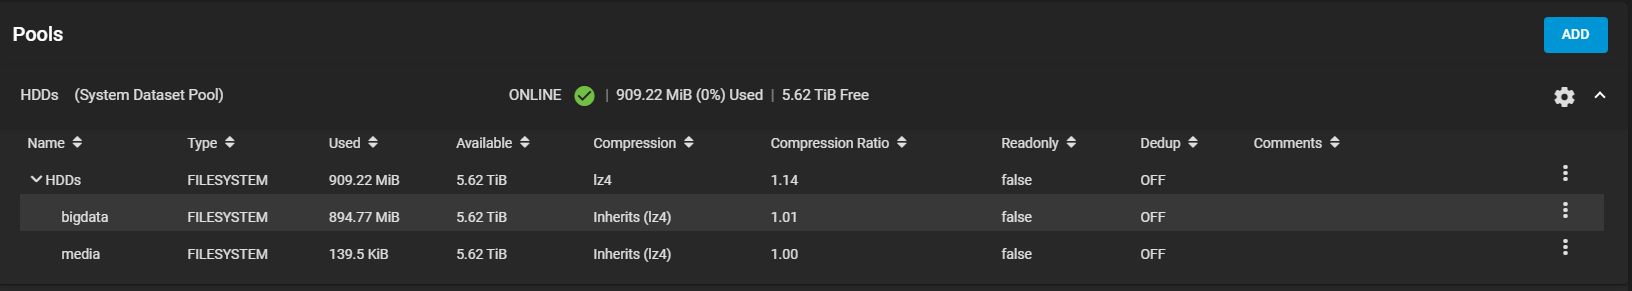 Pools
ADD
HDDs (System Dataset Pool) ONLINE | 909.22 MiB (0%) Used | 5.62 TiB Free
Name Type Used Available Compression Compression Ratio Readonly Dedup Comments
HDDs FILESYSTEM 909.22 MiB 5.62 TiB lz4 1.14 false OFF
bigdata FILESYSTEM 894.77 MiB 5.62 TiB Inherits (lz4) 1.01 false OFF
media FILESYSTEM 139.5 KiB 5.62 TiB Inherits (lz4) 1.00 false OFF